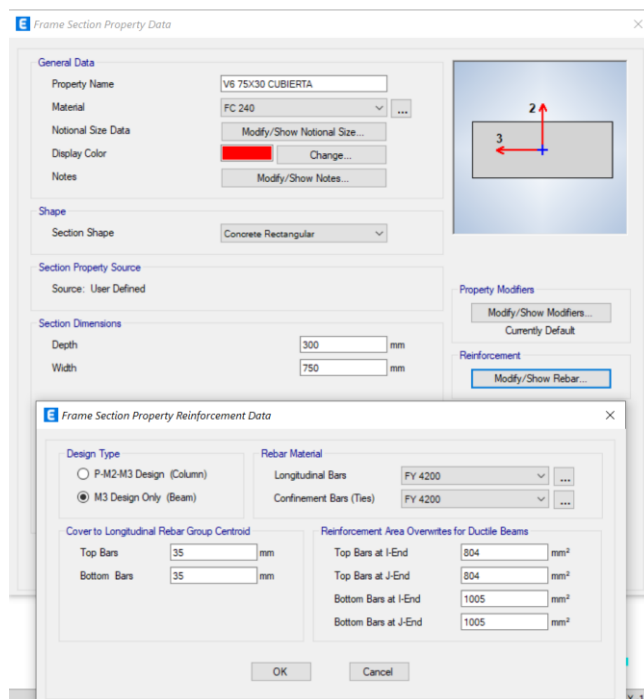 E Frame Section Property Data
General Data
Property Name V6 75X30 CUBIERTA
Material FC 240 ...
Notional Size Data Modify/Show Notional Size...
Display Color Change...
Notes Modify/Show Notes...
2
3
Shape
Section Shape Concrete Rectangular
Section Property Source
Source: User Defined
Property Modifiers
Modify/Show Modifiers...
Currently Default
Section Dimensions
Depth 300 mm
Width 750 mm
Reinforcement
Modify/Show Rebar...
E Frame Section Property Reinforcement Data
Design Type
P-M2-M3 Design (Column)
M3 Design Only (Beam)
Rebar Material
Longitudinal Bars FY 4200 ...
Confinement Bars (Ties) FY 4200 ...
Cover to Longitudinal Rebar Group Centroid
Top Bars 35 mm
Bottom Bars 35 mm
Reinforcement Area Overwrites for Ductile Beams
Top Bars at I-End 804 mm²
Top Bars at J-End 804 mm²
Bottom Bars at I-End 1005 mm²
Bottom Bars at J-End 1005 mm²
OK Cancel